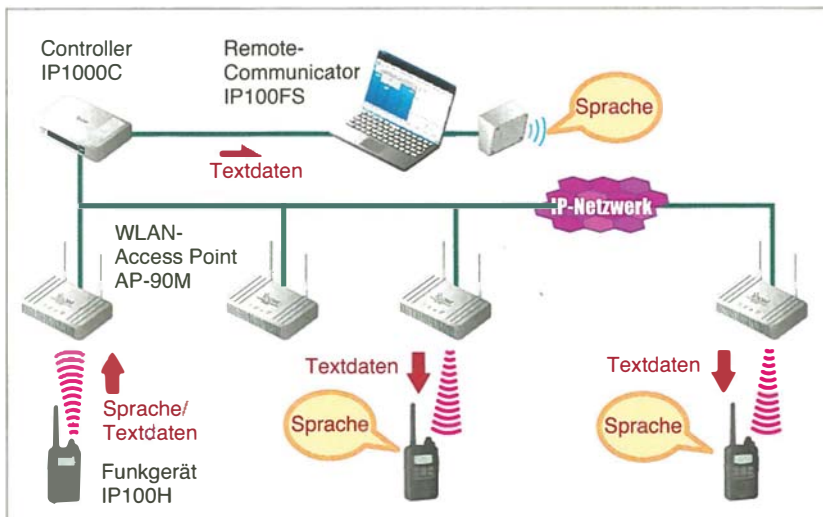 Controller
IP1000C
Remote-
Communicator
IP100FS
Sprache
Textdaten
IP-Netzwerk
WLAN-
Access Point
AP-90M
Textdaten
Textdaten
Sprache/
Textdaten
Sprache
Sprache
Funkgerät
IP100H